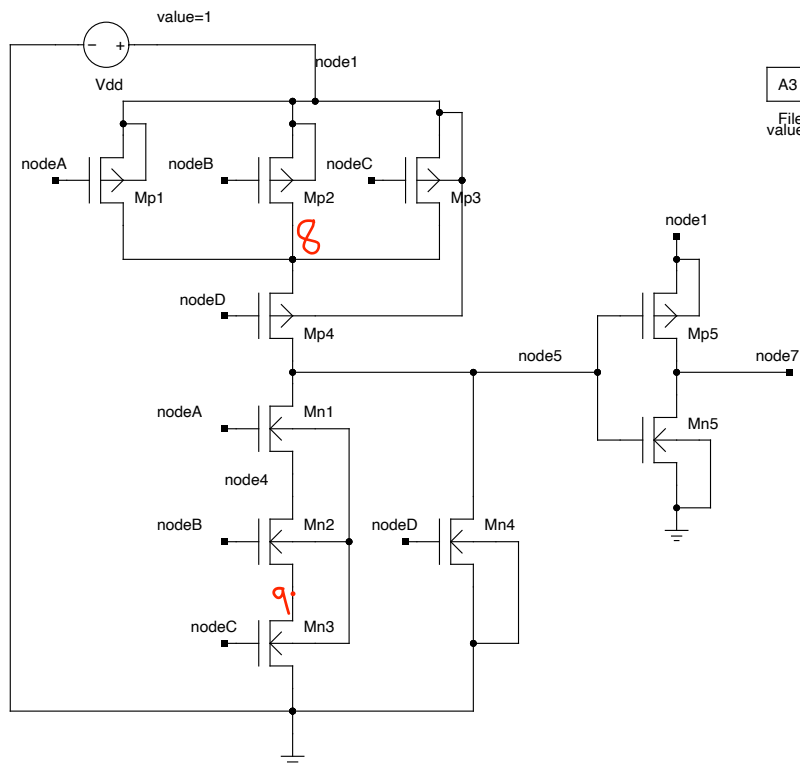 value=1
− +
Vdd
node1
A3
File
value
nodeA
Mp1
nodeB
Mp2
nodeC
Mp3
8
nodeD
Mp4
node1
Mp5
node5
node7
nodeA
Mn1
Mn5
node4
nodeB
Mn2
nodeD
Mn4
9
nodeC
Mn3